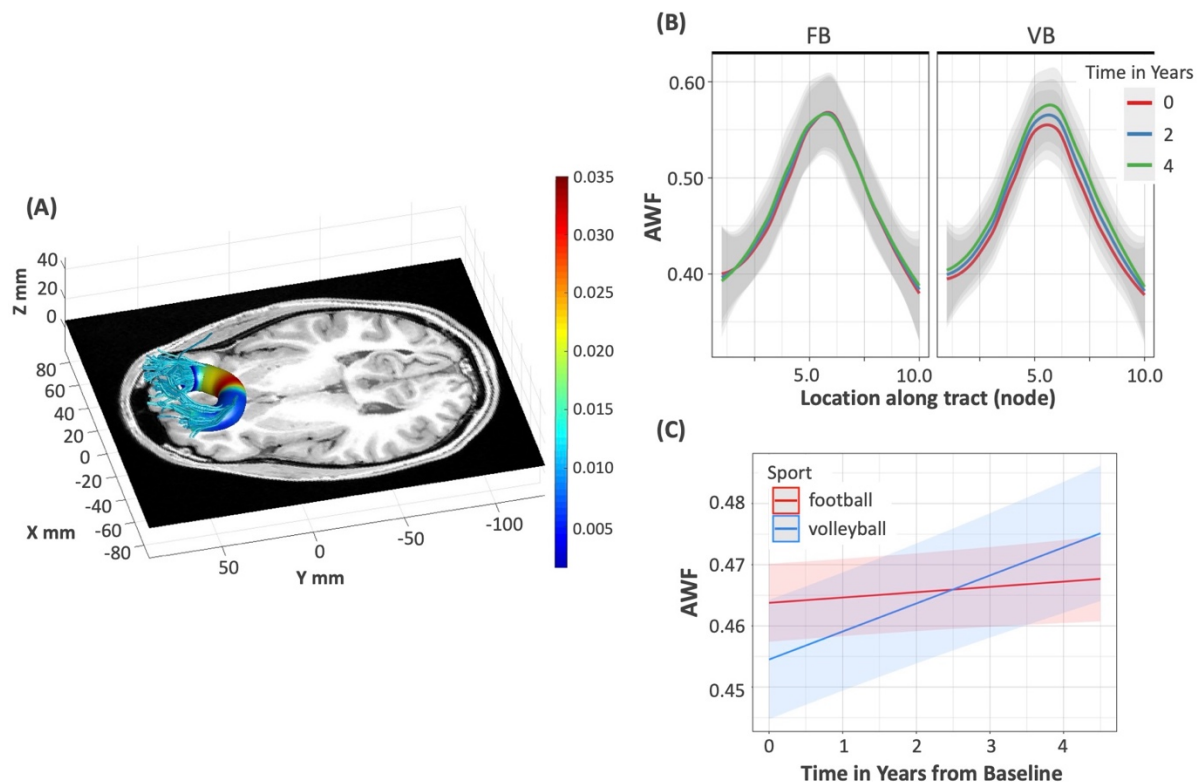 (A)
Z mm
40
20
0
80
60
40
20
0
-20
-40
-60
-80
X mm
50
0
-50
-100
Y mm
0.035
0.030
0.025
0.020
0.015
0.010
0.005
(B)
FB
VB
AWF
0.60
0.50
0.40
5.0
10.0
5.0
10.0
Location along tract (node)
Time in Years
0
2
4
(C)
Sport
football
volleyball
AWF
0.48
0.47
0.46
0.45
0
1
2
3
4
Time in Years from Baseline